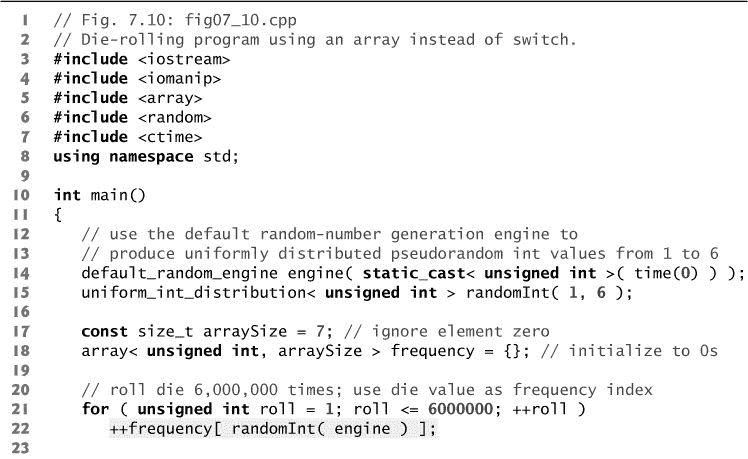 1 // Fig. 7.10: fig07_10.cpp
2 // Die-rolling program using an array instead of switch.
3 #include <iostream>
4 #include <iomanip>
5 #include <array>
6 #include <random>
7 #include <ctime>
8 using namespace std;
9
10 int main()
11 {
12 // use the default random-number generation engine to
13 // produce uniformly distributed pseudorandom int values from 1 to 6
14 default_random_engine engine( static_cast< unsigned int >( time(0) ) );
15 uniform_int_distribution< unsigned int > randomInt( 1, 6 );
16
17 const size_t arraySize = 7; // ignore element zero
18 array< unsigned int, arraySize > frequency = {}; // initialize to 0s
19
20 // roll die 6,000,000 times; use die value as frequency index
21 for ( unsigned int roll = 1; roll <= 6000000; ++roll )
22 ++frequency[ randomInt( engine ) ];
23